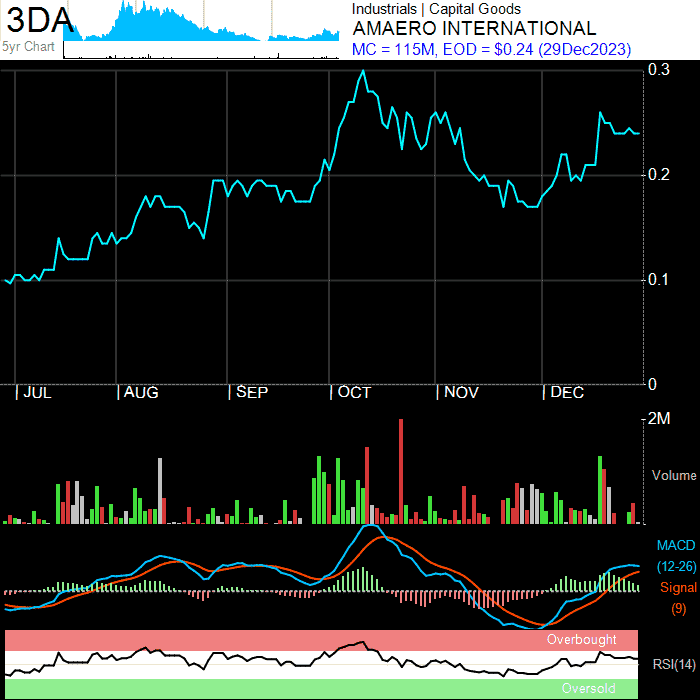 3DA
5yr Chart
Industrials | Capital Goods
AMAERO INTERNATIONAL
MC = 115M, EOD = $0.24 (29Dec2023)
0.3
0.2
0.1
0
JUL AUG SEP OCT NOV DEC
2M
Volume
MACD
(12-26)
Signal
(9)
Overbought
RSI(14)
Oversold